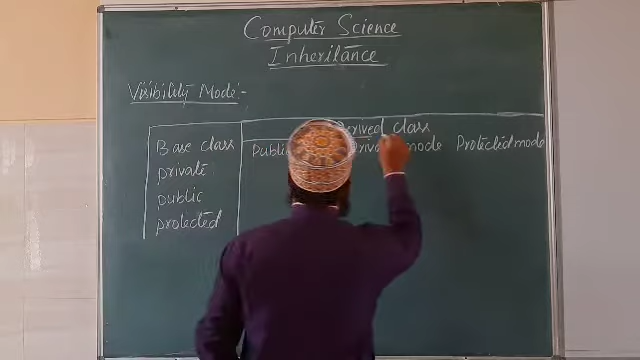 Computer Science
Inheritance
Visibility Mode:-
Derived class
Base class Public Private mode Protected mode
private
public
protected